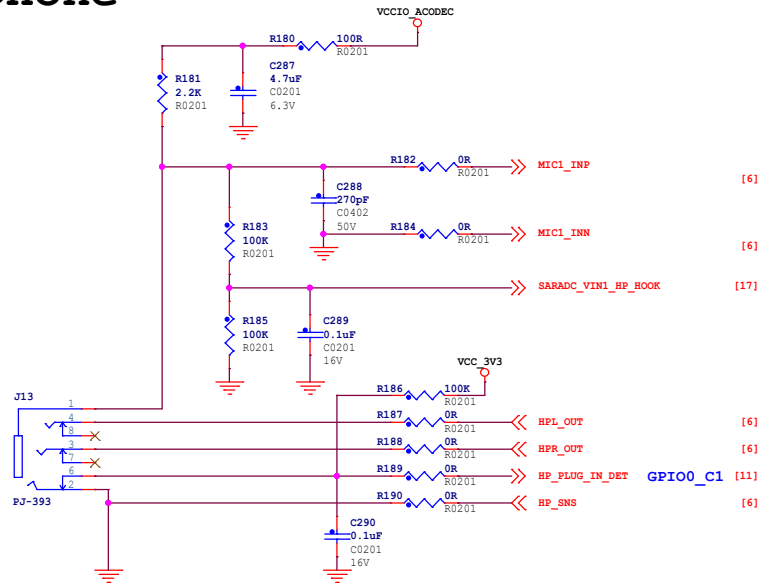 VCCIO_ACODEC
R180 100R
R0201
R181
2.2K
R0201
C287
4.7uF
C0201
6.3V
R182 0R
R0201
MIC1_INP
[6]
C288
270pF
C0402
50V
R183
100K
R0201
R184 0R
R0201
MIC1_INN
[6]
SARADC_VIN1_HP_HOOK [17]
R185
100K
R0201
C289
0.1uF
C0201
16V
VCC_3V3
R186 100K
R0201
J13
1
4
8
3
7
6
2
PJ-393
R187 0R
R0201
HPL_OUT [6]
R188 0R
R0201
HPR_OUT [6]
R189 0R
R0201
HP_PLUG_IN_DET GPIO0_C1 [11]
R190 0R
R0201
HP_SNS [6]
C290
0.1uF
C0201
16V